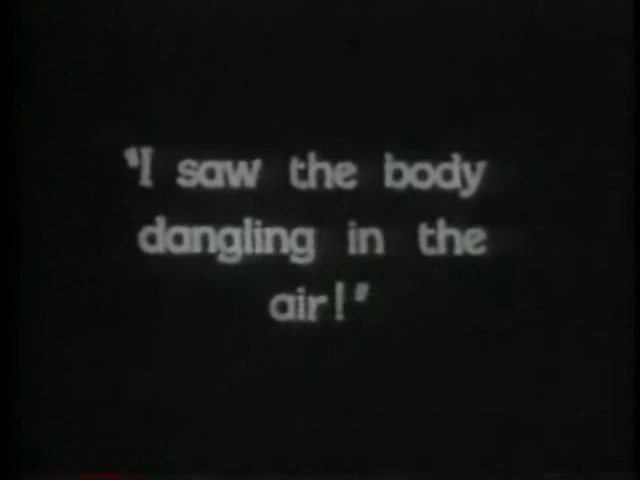 "I saw the body
dangling in the
air!"